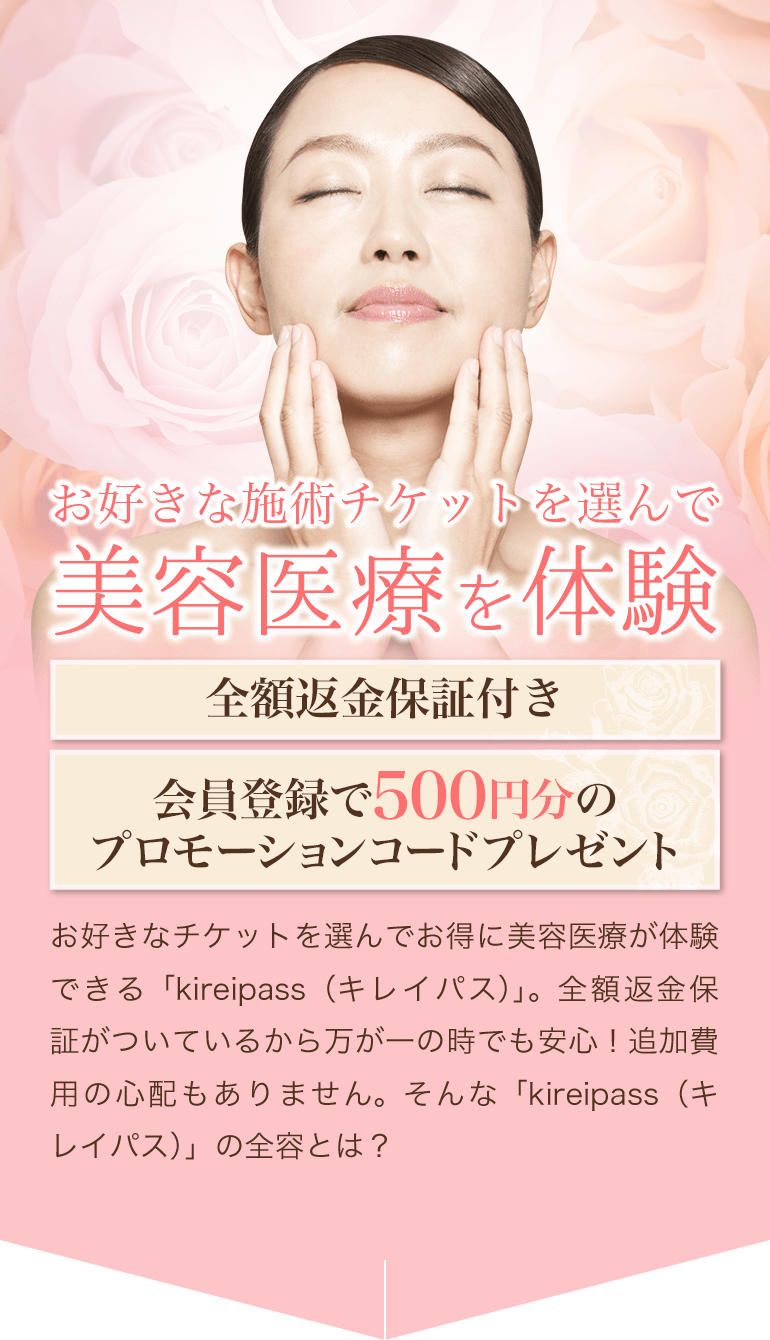 お好きな施術チケットを選んで
美容医療を体験
全額返金保証付き
会員登録で500円分の
プロモーションコードプレゼント
お好きなチケットを選んでお得に美容医療が体験
できる「kireipass（キレイパス）」。全額返金保
証がついているから万が一の時でも安心！追加費
用の心配もありません。そんな「kireipass（キ
レイパス）」の全容とは？